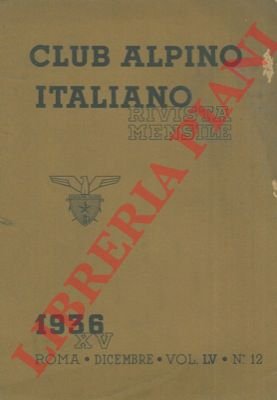 CLUB ALPINO
ITALIANO
RIVISTA
MENSILE
1936
XV
ROMA • DICEMBRE • VOL. LV • N° 12
LIBRERIA PIANI